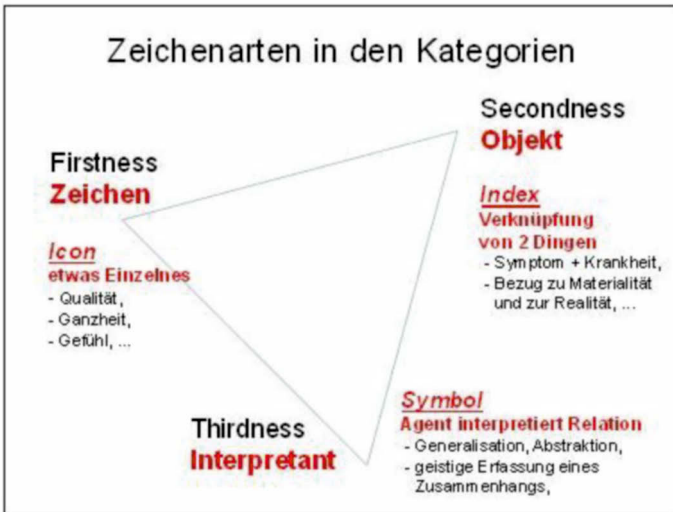 Zeichenarten in den Kategorien
Secondness
Objekt
Firstness
Zeichen
Index
Verknüpfung
von 2 Dingen
- Symptom + Krankheit,
- Bezug zu Materialität
und zur Realität, ...
Icon
etwas Einzelnes
- Qualität,
- Ganzheit,
- Gefühl, ...
Thirdness
Interpretant
Symbol
Agent interpretiert Relation
- Generalisation, Abstraktion,
- geistige Erfassung eines
Zusammenhangs,